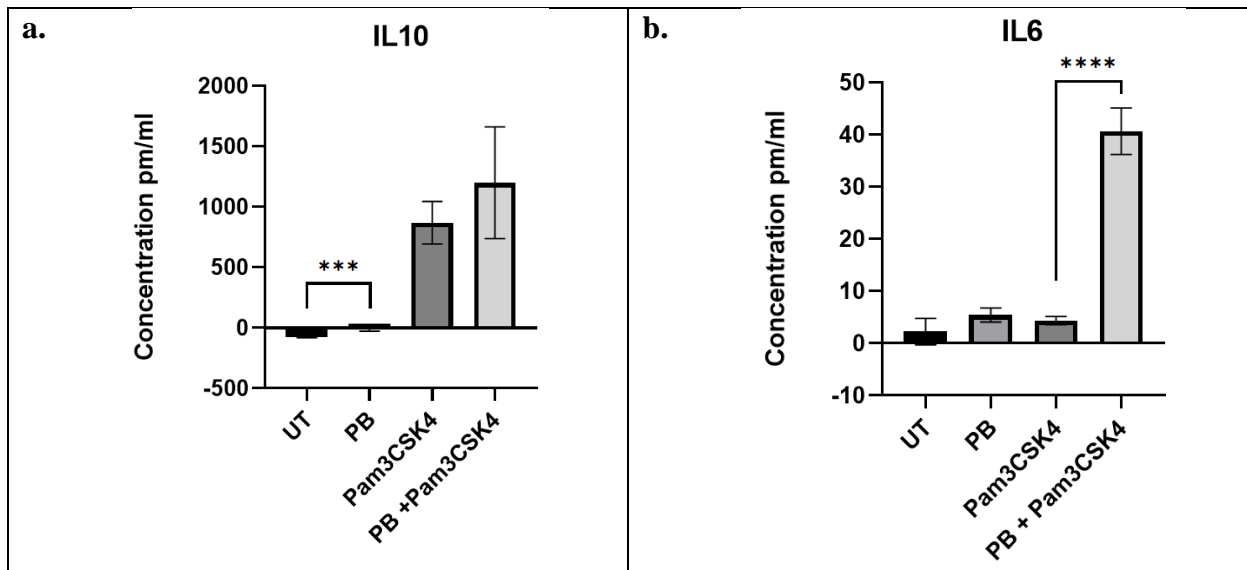 a.
IL10
Concentration pm/ml
2000
1500
1000
500
0
-500
***
UT
PB
Pam3CSK4
PB +Pam3CSK4
b.
IL6
Concentration pm/ml
50
40
30
20
10
0
-10
****
UT
PB
Pam3CSK4
PB + Pam3CSK4